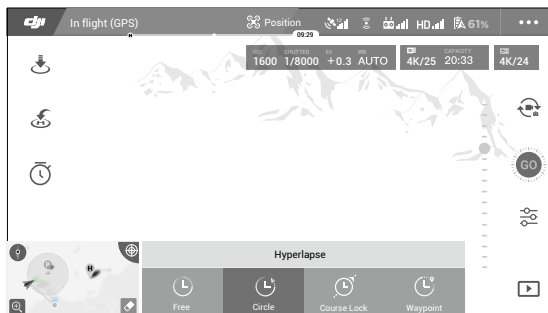 dji In flight (GPS) Position HD 61%
09:29
ISO SHUTTER EV WB CAPACITY
1600 1/8000 +0.3 AUTO 4K/25 20:33 4K/24
H
GO
Hyperlapse
P
H
Free Circle Course Lock Waypoint